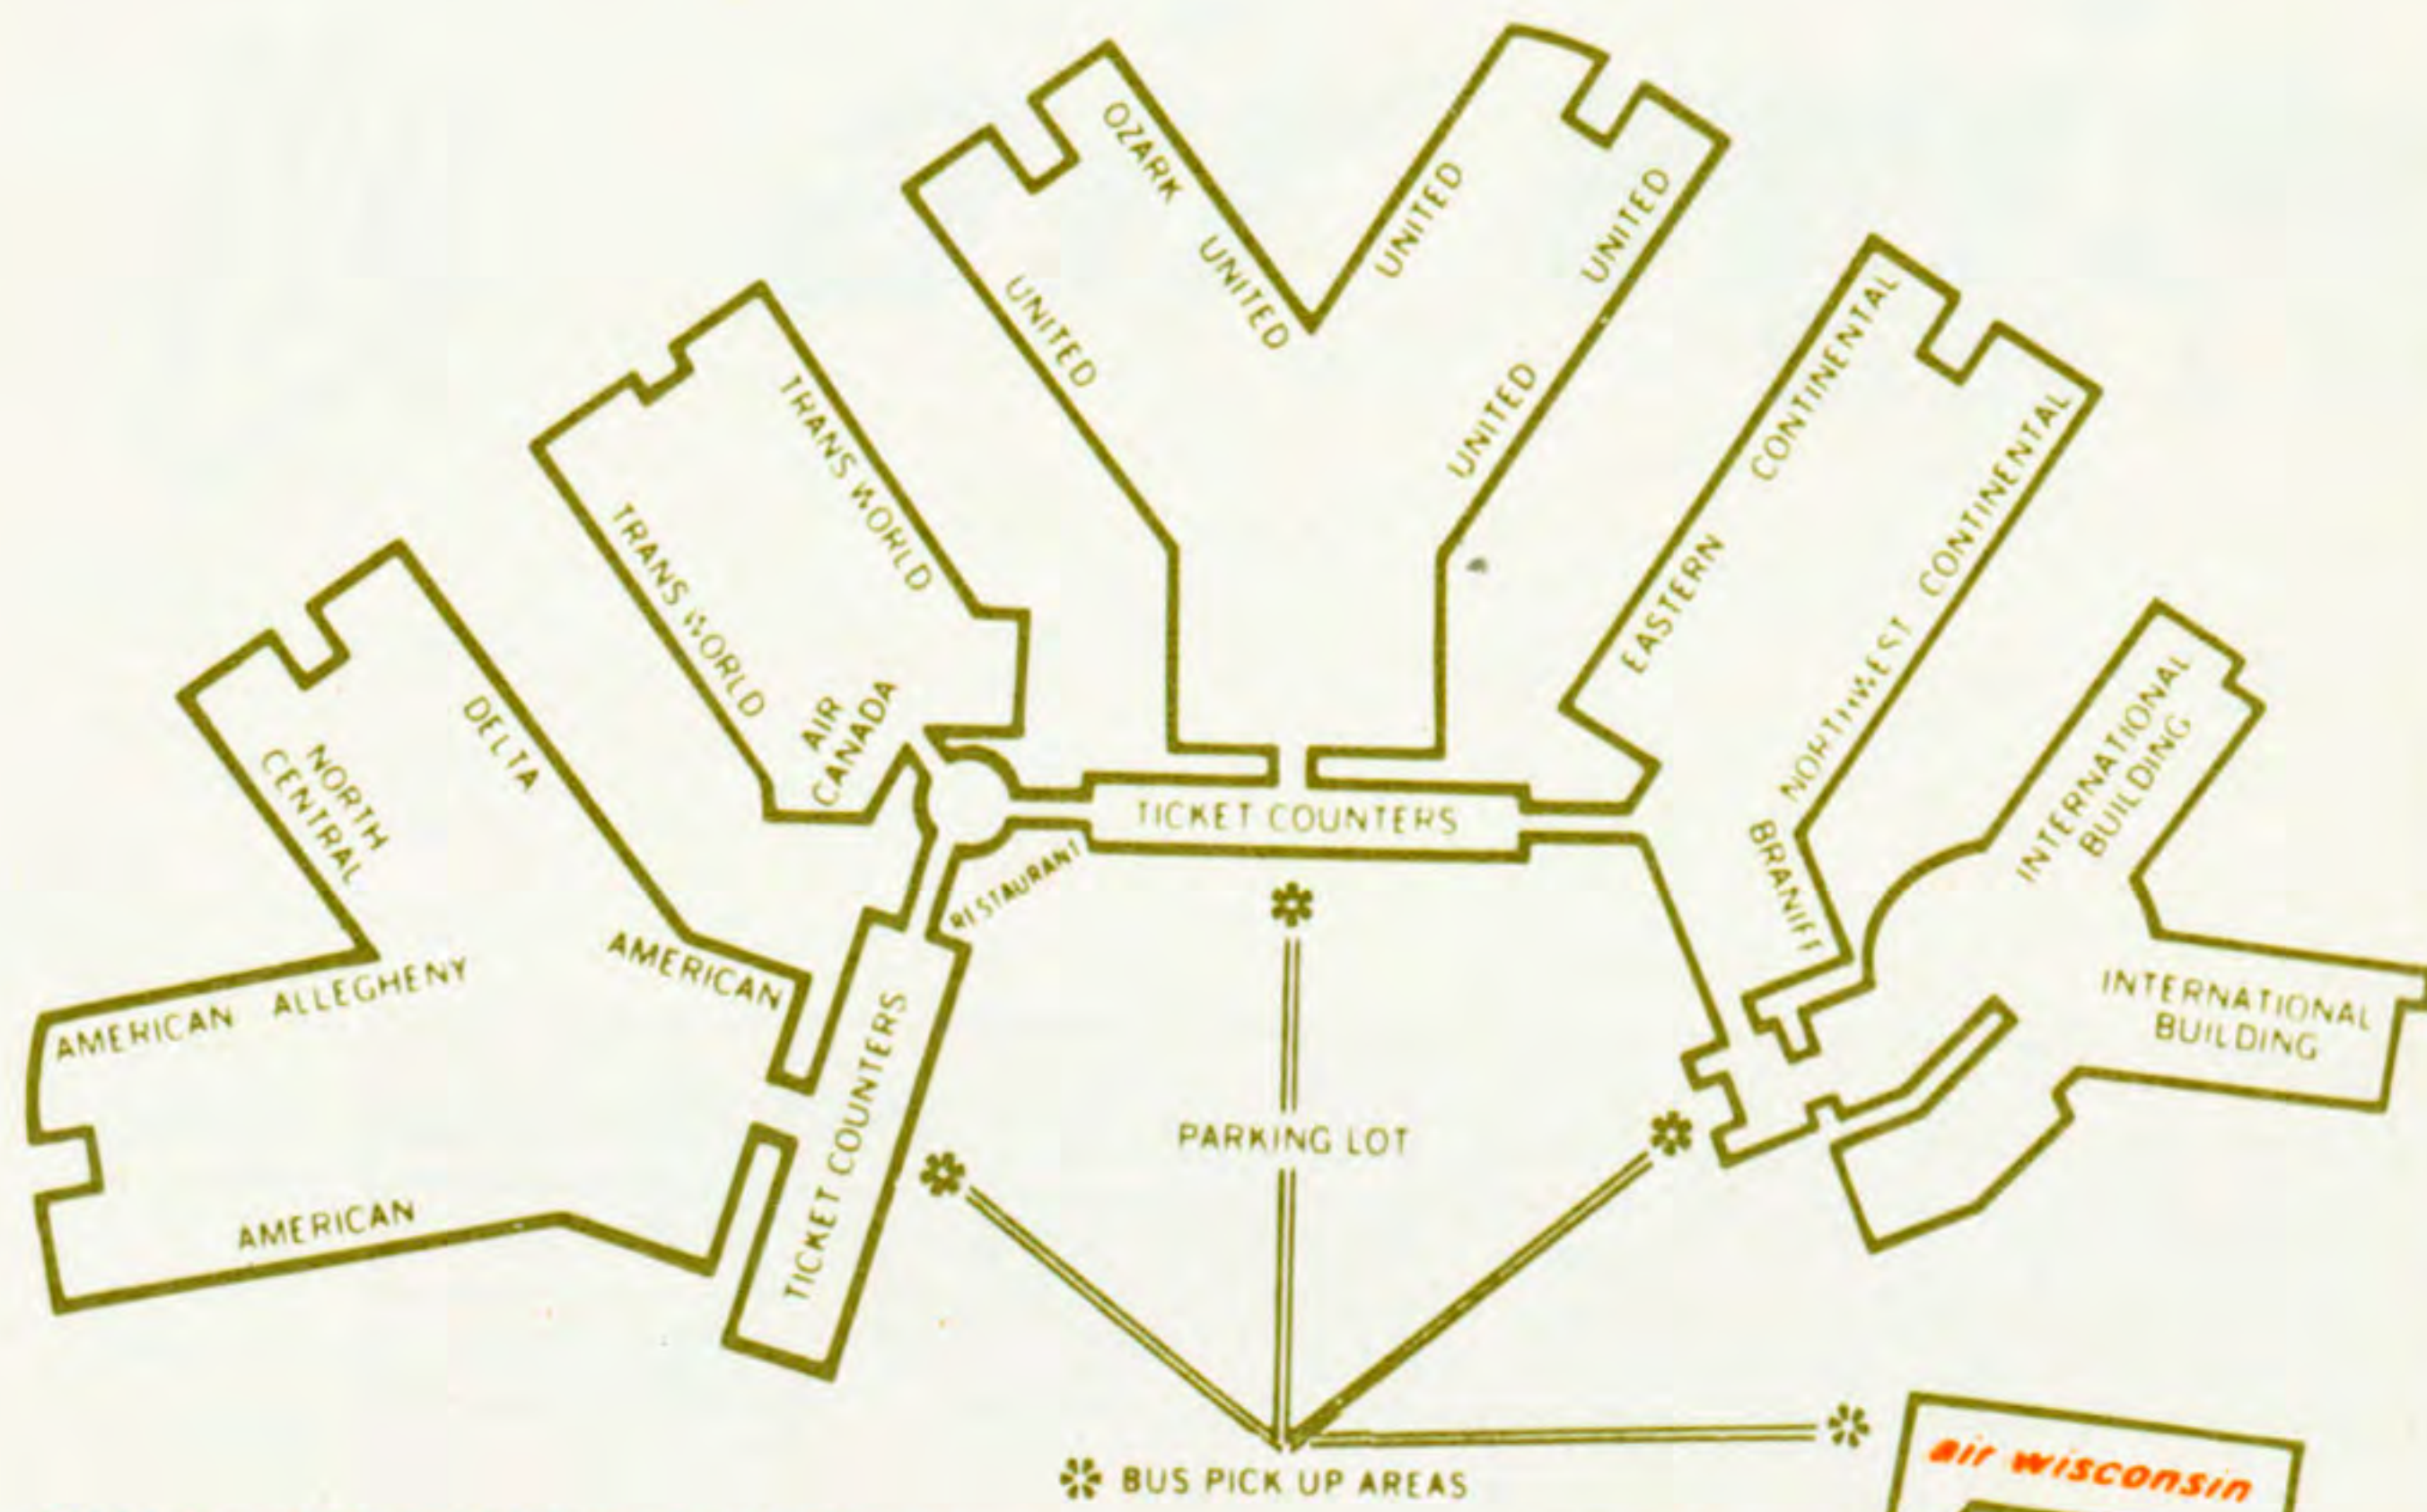 OZARK
UNITED
UNITED
UNITED
UNITED
UNITED
TRANS WORLD
TRANS WORLD
AIR
CANADA
CONTINENTAL
EASTERN
CONTINENTAL
NORTHWEST
BRANIFF
DELTA
NORTH
CENTRAL
AMERICAN
AMERICAN
ALLEGHENY
AMERICAN
TICKET COUNTERS
TICKET COUNTERS
RESTAURANT
INTERNATIONAL
BUILDING
INTERNATIONAL
BUILDING
PARKING LOT
BUS PICK UP AREAS
air wisconsin